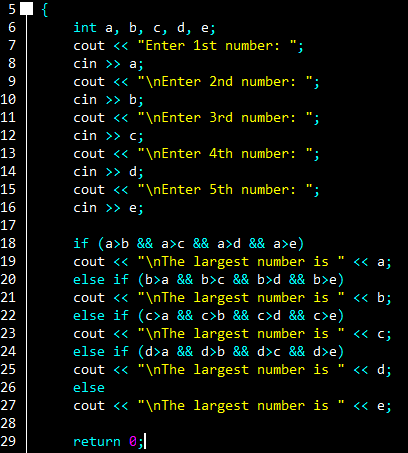 5 {
6 int a, b, c, d, e;
7 cout << "Enter 1st number: ";
8 cin >> a;
9 cout << "\nEnter 2nd number: ";
10 cin >> b;
11 cout << "\nEnter 3rd number: ";
12 cin >> c;
13 cout << "\nEnter 4th number: ";
14 cin >> d;
15 cout << "\nEnter 5th number: ";
16 cin >> e;
17
18 if (a>b && a>c && a>d && a>e)
19 cout << "\nThe largest number is " << a;
20 else if (b>a && b>c && b>d && b>e)
21 cout << "\nThe largest number is " << b;
22 else if (c>a && c>b && c>d && c>e)
23 cout << "\nThe largest number is " << c;
24 else if (d>a && d>b && d>c && d>e)
25 cout << "\nThe largest number is " << d;
26 else
27 cout << "\nThe largest number is " << e;
28
29 return 0;